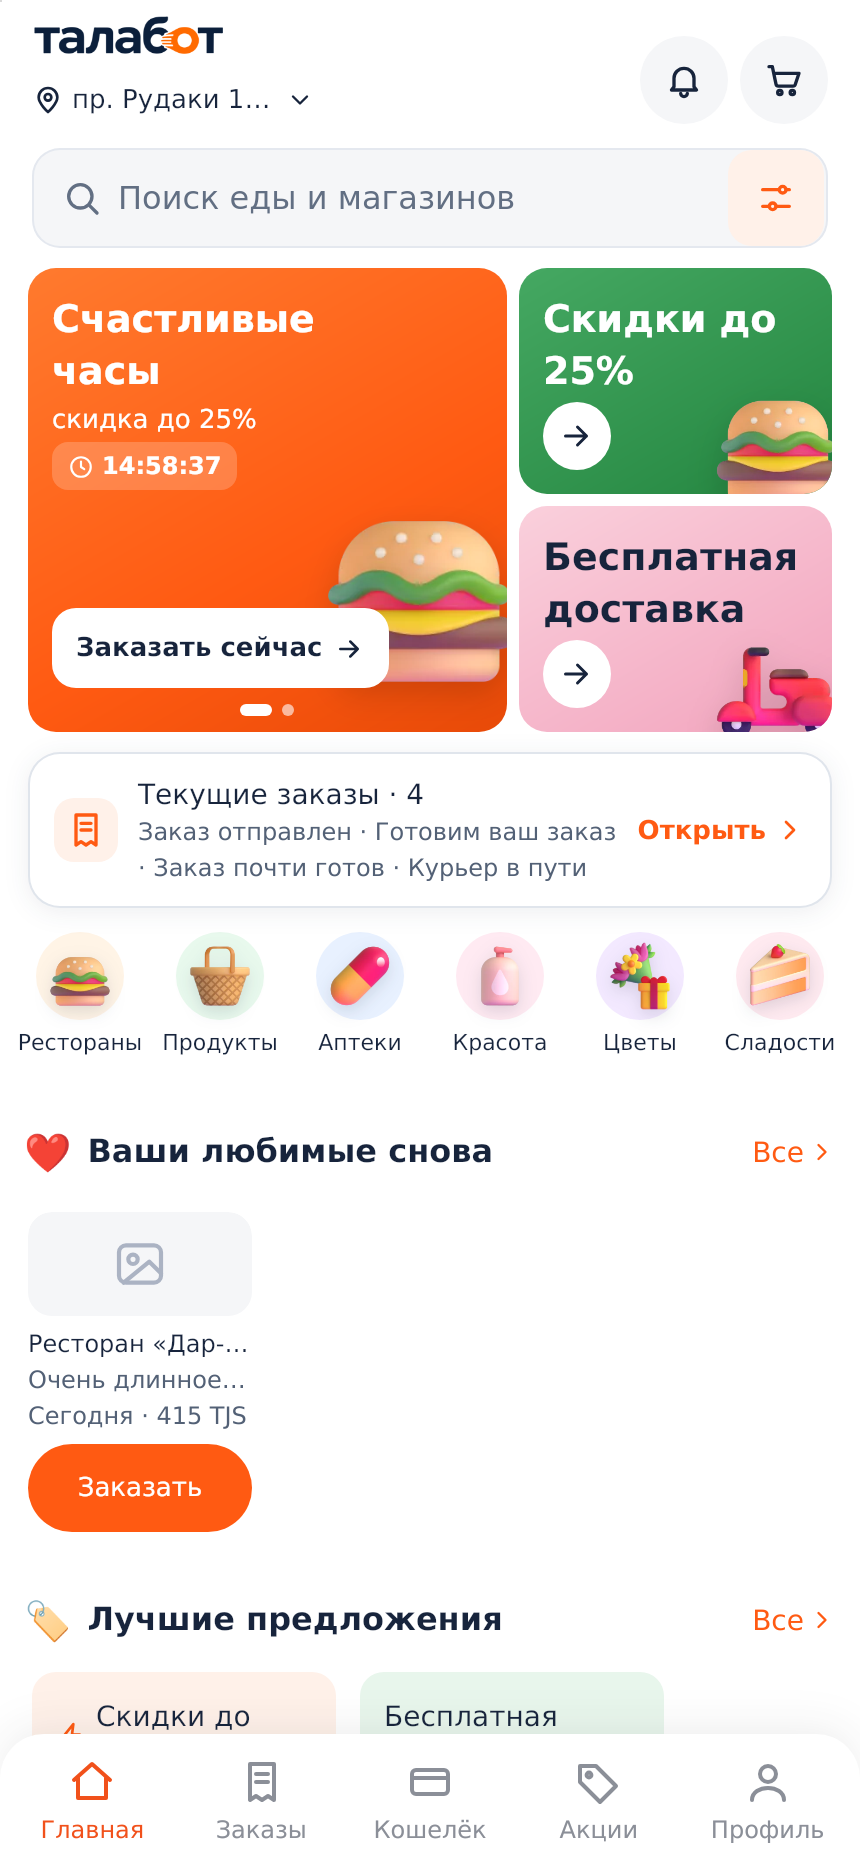 талабот
пр. Рудаки 1...
Поиск еды и магазинов
Счастливые
часы
скидка до 25%
14:58:37
Заказать сейчас
Скидки до
25%
Бесплатная
доставка
Текущие заказы · 4
Заказ отправлен · Готовим ваш заказ
· Заказ почти готов · Курьер в пути
Открыть
Рестораны Продукты Аптеки Красота Цветы Сладости
Ваши любимые снова Все
Ресторан «Дар-...
Очень длинное...
Сегодня · 415 TJS
Заказать
Лучшие предложения Все
Скидки до
Бесплатная
Главная Заказы Кошелёк Акции Профиль